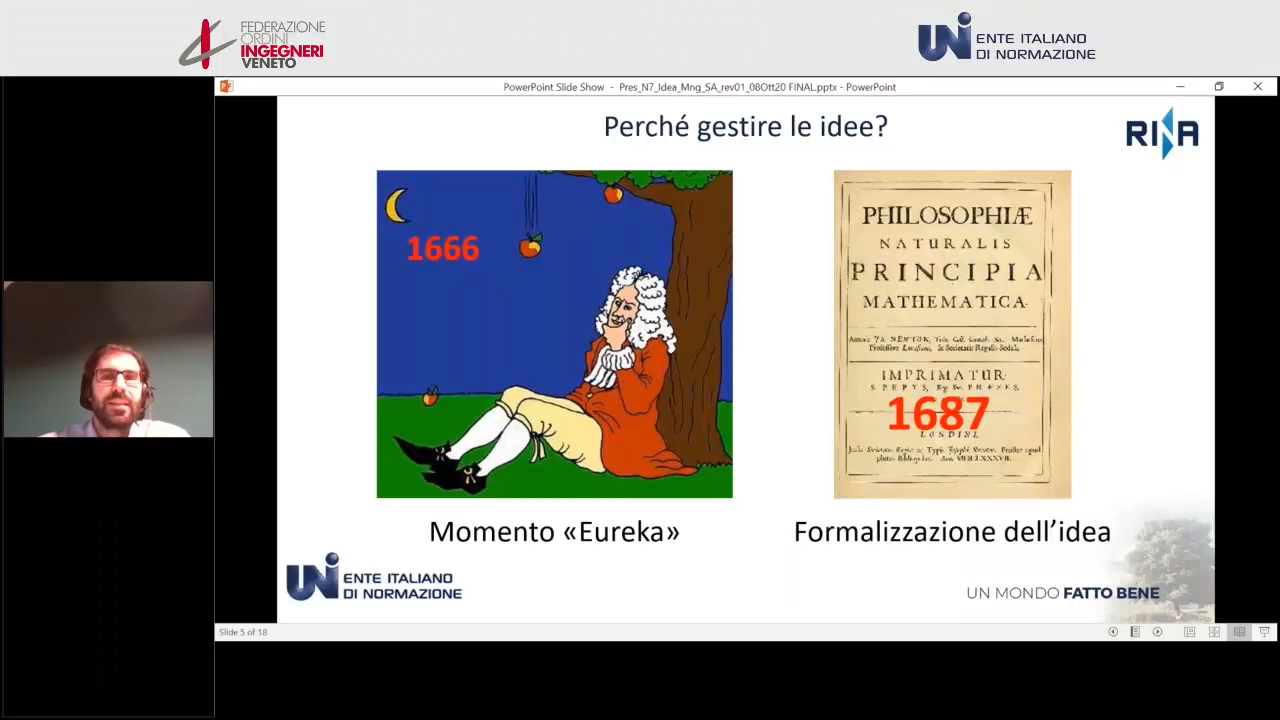 FEDERAZIONE
ORDINI
INGEGNERI
VENETO
UNI ENTE ITALIANO
DI NORMAZIONE
PowerPoint Slide Show - Pres_N7_Idea_Mng_SA_rev01_08Ott20 FINAL.pptx - PowerPoint
Perché gestire le idee?
RINA
1666
PHILOSOPHIÆ
NATURALIS
PRINCIPIA
MATHEMATICA.
IMPRIMATUR.
S. PEPYS,
1687
LONDINI,
Momento «Eureka»
Formalizzazione dell’idea
UNI ENTE ITALIANO
DI NORMAZIONE
UN MONDO FATTO BENE
Slide 5 of 18